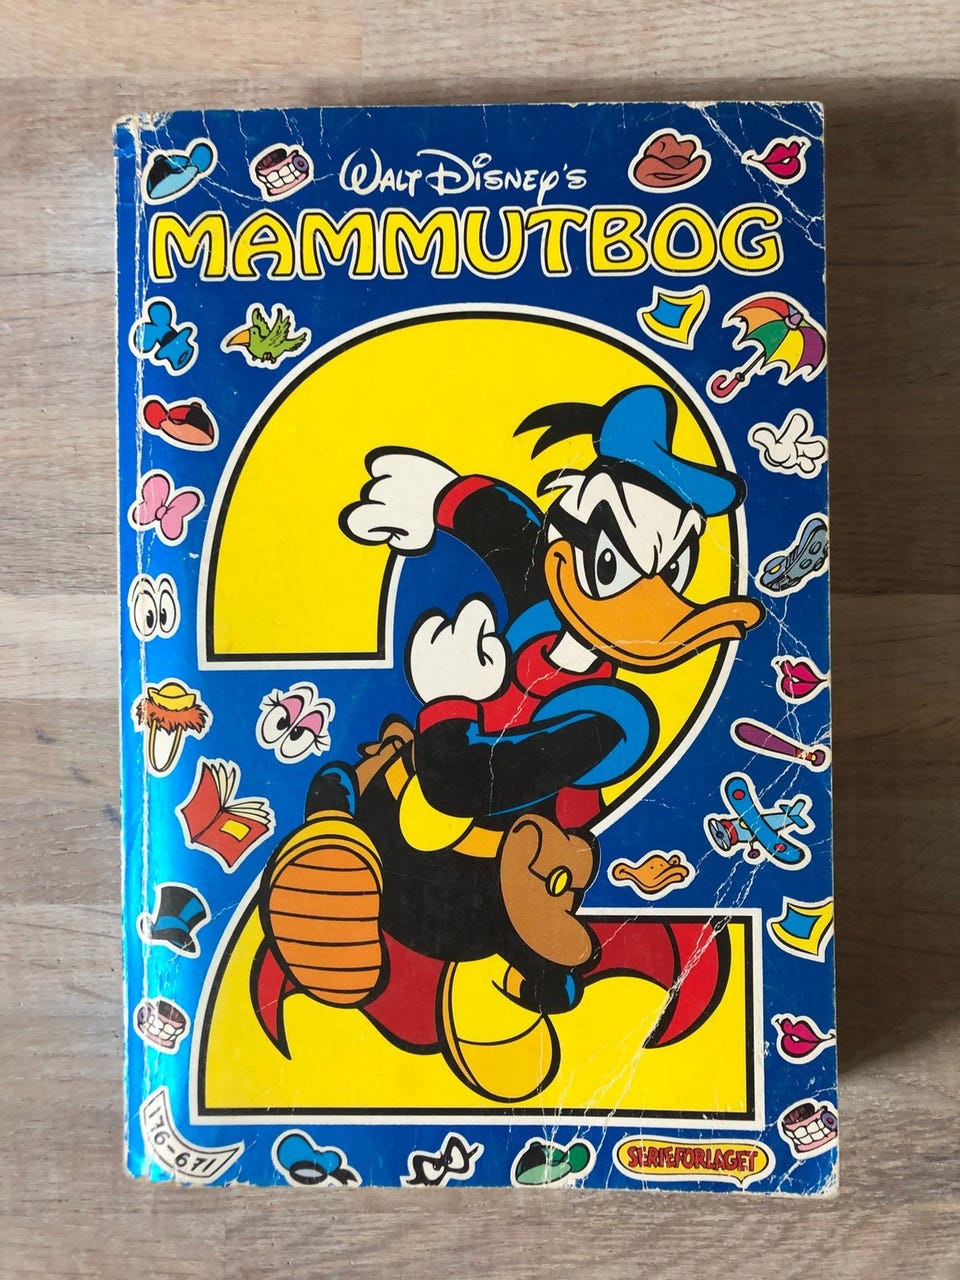 WALT DISNEY'S
MAMMUTBOG
2
176-671
SERIEFORLAGET